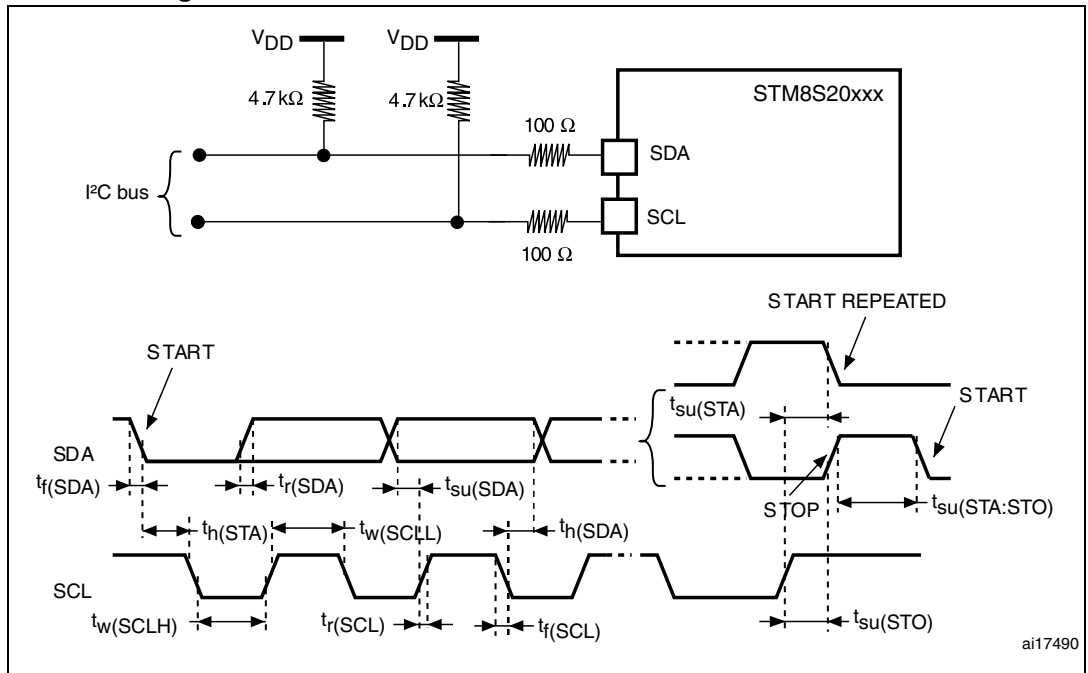 VDD VDD
4.7kΩ 4.7kΩ STM8S20xxx
100 Ω
SDA
I²C bus
SCL
100 Ω
START REPEATED
START
tsu(STA) START
SDA
tf(SDA) tr(SDA) tsu(SDA)
STOP tsu(STA:STO)
th(STA) tw(SCLL) th(SDA)
SCL
tw(SCLH) tr(SCL) tf(SCL) tsu(STO)
ai17490